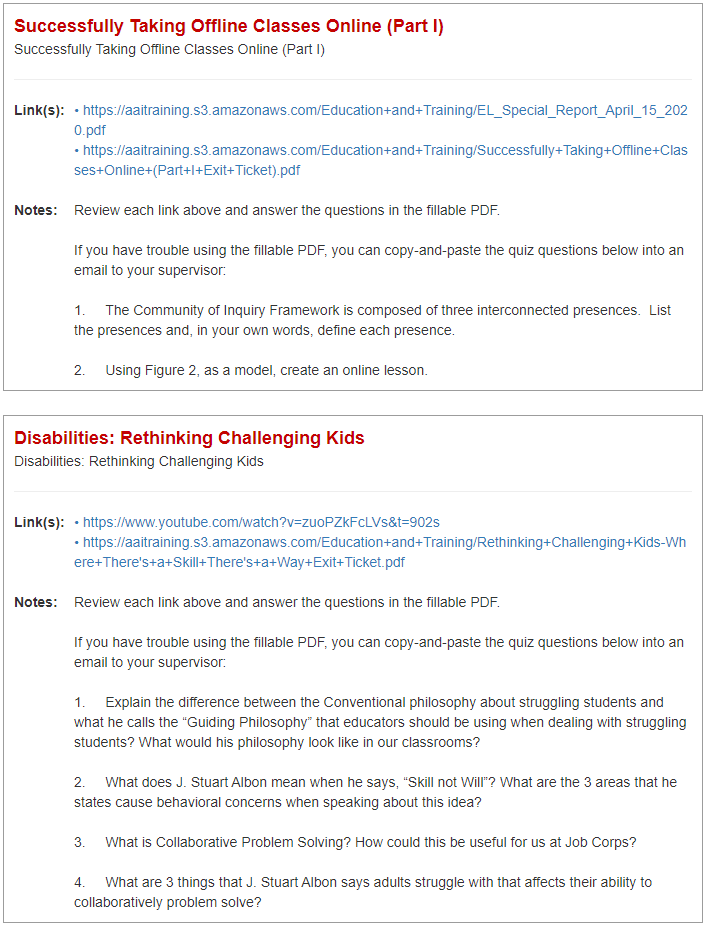 Successfully Taking Offline Classes Online (Part I)
Successfully Taking Offline Classes Online (Part I)
Link(s): • https://aaitraining.s3.amazonaws.com/Education+and+Training/EL_Special_Report_April_15_202
0.pdf
• https://aaitraining.s3.amazonaws.com/Education+and+Training/Successfully+Taking+Offline+Clas
ses+Online+(Part+I+Exit+Ticket).pdf
Notes: Review each link above and answer the questions in the fillable PDF.
If you have trouble using the fillable PDF, you can copy-and-paste the quiz questions below into an
email to your supervisor:
1. The Community of Inquiry Framework is composed of three interconnected presences. List
the presences and, in your own words, define each presence.
2. Using Figure 2, as a model, create an online lesson.
Disabilities: Rethinking Challenging Kids
Disabilities: Rethinking Challenging Kids
Link(s): • https://www.youtube.com/watch?v=zuoPZkFcLVs&t=902s
• https://aaitraining.s3.amazonaws.com/Education+and+Training/Rethinking+Challenging+Kids-Wh
ere+There's+a+Skill+There's+a+Way+Exit+Ticket.pdf
Notes: Review each link above and answer the questions in the fillable PDF.
If you have trouble using the fillable PDF, you can copy-and-paste the quiz questions below into an
email to your supervisor:
1. Explain the difference between the Conventional philosophy about struggling students and
what he calls the “Guiding Philosophy” that educators should be using when dealing with struggling
students? What would his philosophy look like in our classrooms?
2. What does J. Stuart Albon mean when he says, “Skill not Will”? What are the 3 areas that he
states cause behavioral concerns when speaking about this idea?
3. What is Collaborative Problem Solving? How could this be useful for us at Job Corps?
4. What are 3 things that J. Stuart Albon says adults struggle with that affects their ability to
collaboratively problem solve?